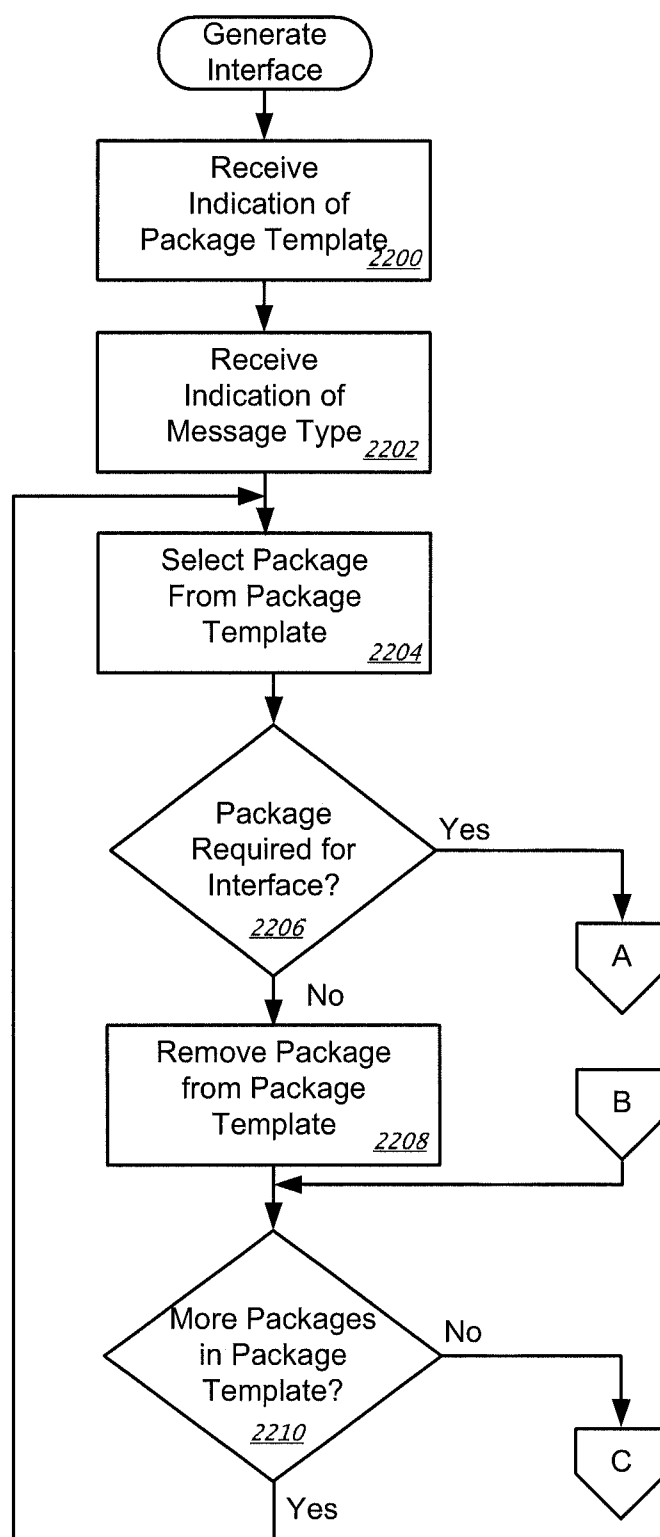 Generate
Interface
Receive
Indication of
Package Template
2200
Receive
Indication of
Message Type
2202
Select Package
From Package
Template
2204
Package
Required for
Interface?
2206
Yes
A
No
Remove Package
from Package
Template
2208
B
More Packages
in Package
Template?
2210
No
C
Yes